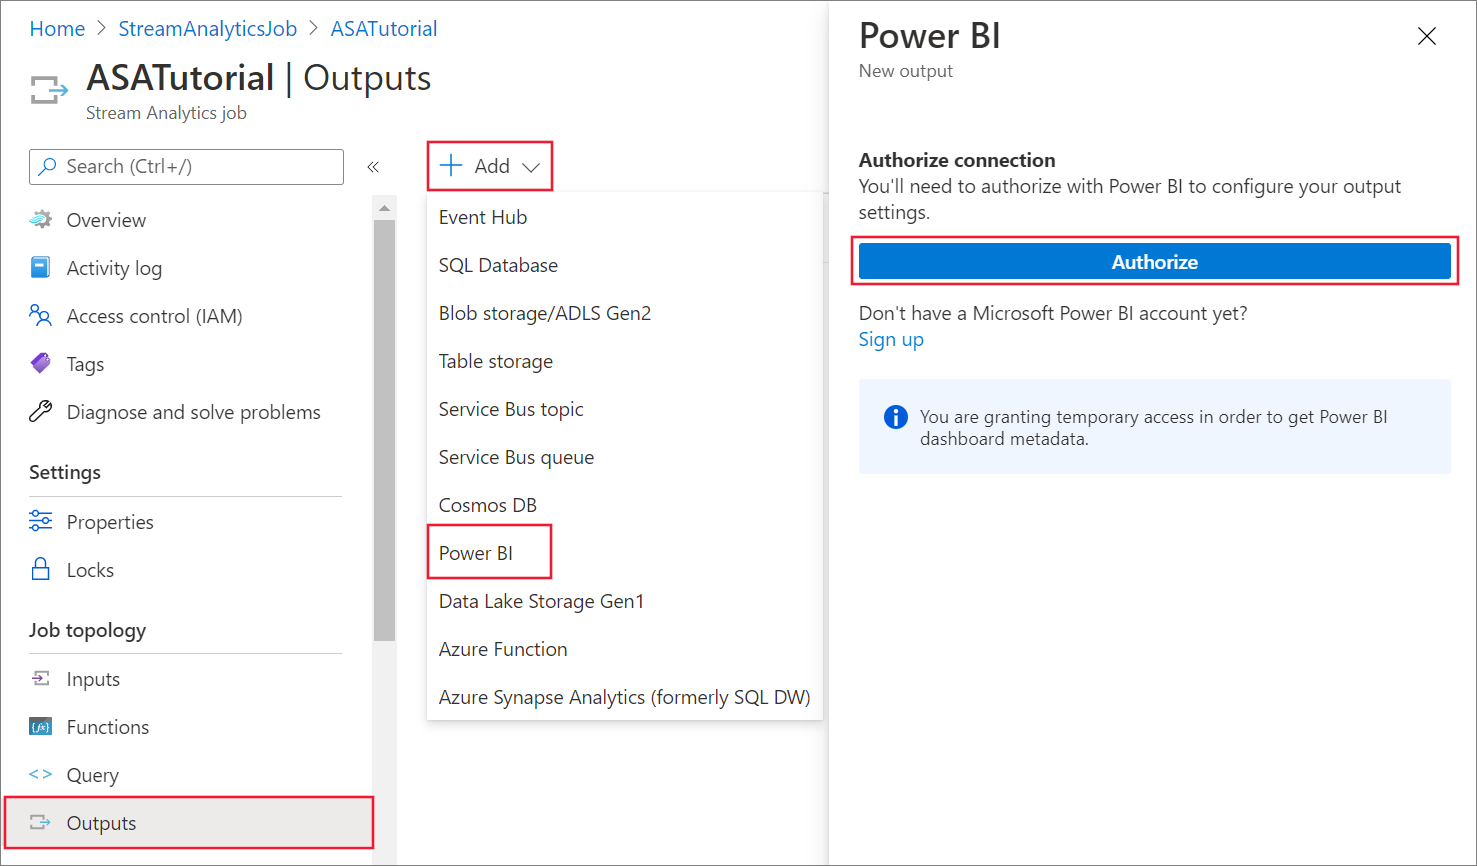 Home > StreamAnalyticsJob > ASATutorial
ASATutorial | Outputs
Stream Analytics job
Search (Ctrl+/)
«
Overview
Activity log
Access control (IAM)
Tags
Diagnose and solve problems
Settings
Properties
Locks
Job topology
Inputs
Functions
Query
Outputs
Add
Event Hub
SQL Database
Blob storage/ADLS Gen2
Table storage
Service Bus topic
Service Bus queue
Cosmos DB
Power BI
Data Lake Storage Gen1
Azure Function
Azure Synapse Analytics (formerly SQL DW)
Power BI
New output
Authorize connection
You'll need to authorize with Power BI to configure your output
settings.
Authorize
Don't have a Microsoft Power BI account yet?
Sign up
You are granting temporary access in order to get Power BI
dashboard metadata.